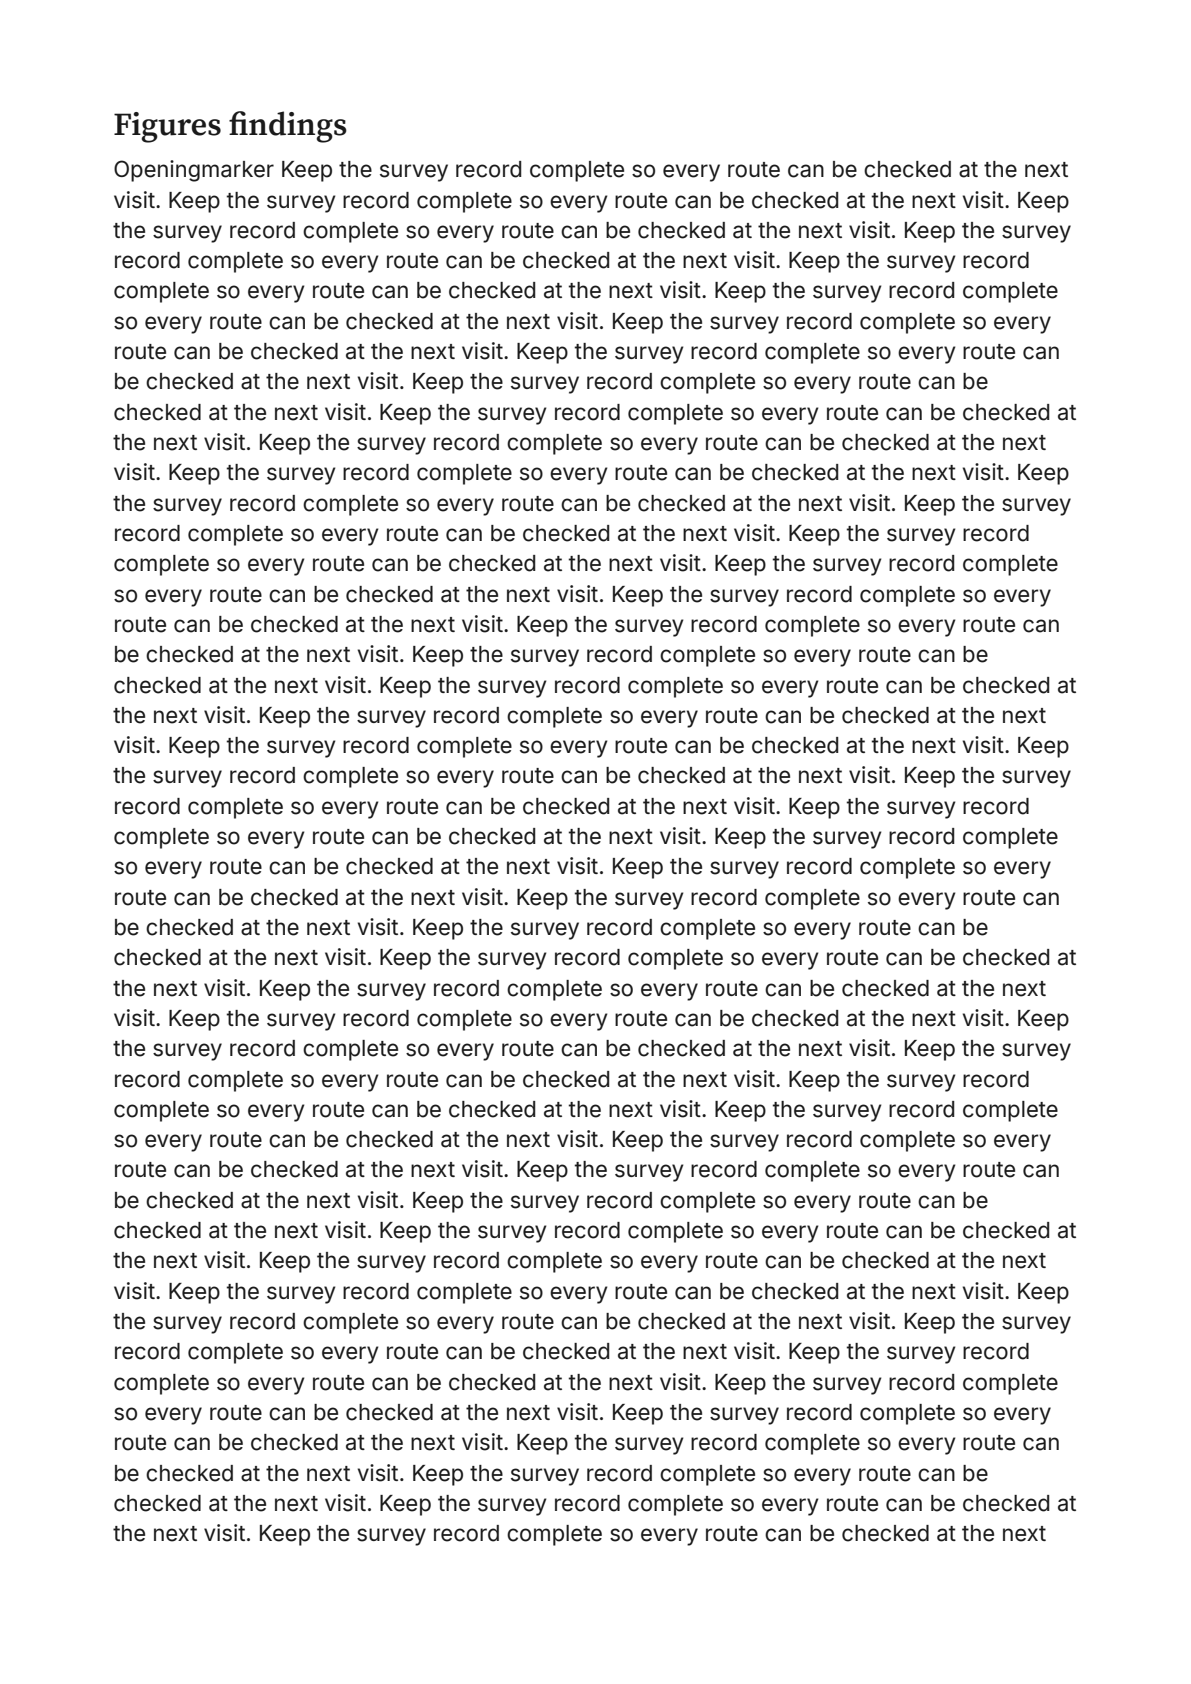 Figures findings
Openingmarker Keep the survey record complete so every route can be checked at the next
visit. Keep the survey record complete so every route can be checked at the next visit. Keep
the survey record complete so every route can be checked at the next visit. Keep the survey
record complete so every route can be checked at the next visit. Keep the survey record
complete so every route can be checked at the next visit. Keep the survey record complete
so every route can be checked at the next visit. Keep the survey record complete so every
route can be checked at the next visit. Keep the survey record complete so every route can
be checked at the next visit. Keep the survey record complete so every route can be
checked at the next visit. Keep the survey record complete so every route can be checked at
the next visit. Keep the survey record complete so every route can be checked at the next
visit. Keep the survey record complete so every route can be checked at the next visit. Keep
the survey record complete so every route can be checked at the next visit. Keep the survey
record complete so every route can be checked at the next visit. Keep the survey record
complete so every route can be checked at the next visit. Keep the survey record complete
so every route can be checked at the next visit. Keep the survey record complete so every
route can be checked at the next visit. Keep the survey record complete so every route can
be checked at the next visit. Keep the survey record complete so every route can be
checked at the next visit. Keep the survey record complete so every route can be checked at
the next visit. Keep the survey record complete so every route can be checked at the next
visit. Keep the survey record complete so every route can be checked at the next visit. Keep
the survey record complete so every route can be checked at the next visit. Keep the survey
record complete so every route can be checked at the next visit. Keep the survey record
complete so every route can be checked at the next visit. Keep the survey record complete
so every route can be checked at the next visit. Keep the survey record complete so every
route can be checked at the next visit. Keep the survey record complete so every route can
be checked at the next visit. Keep the survey record complete so every route can be
checked at the next visit. Keep the survey record complete so every route can be checked at
the next visit. Keep the survey record complete so every route can be checked at the next
visit. Keep the survey record complete so every route can be checked at the next visit. Keep
the survey record complete so every route can be checked at the next visit. Keep the survey
record complete so every route can be checked at the next visit. Keep the survey record
complete so every route can be checked at the next visit. Keep the survey record complete
so every route can be checked at the next visit. Keep the survey record complete so every
route can be checked at the next visit. Keep the survey record complete so every route can
be checked at the next visit. Keep the survey record complete so every route can be
checked at the next visit. Keep the survey record complete so every route can be checked at
the next visit. Keep the survey record complete so every route can be checked at the next
visit. Keep the survey record complete so every route can be checked at the next visit. Keep
the survey record complete so every route can be checked at the next visit. Keep the survey
record complete so every route can be checked at the next visit. Keep the survey record
complete so every route can be checked at the next visit. Keep the survey record complete
so every route can be checked at the next visit. Keep the survey record complete so every
route can be checked at the next visit. Keep the survey record complete so every route can
be checked at the next visit. Keep the survey record complete so every route can be
checked at the next visit. Keep the survey record complete so every route can be checked at
the next visit. Keep the survey record complete so every route can be checked at the next